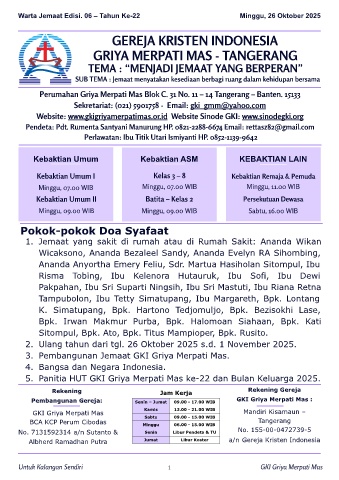 Warta Jemaat Edisi. 06 – Tahun Ke-22 Minggu, 26 Oktober 2025
GEREJA KRISTEN INDONESIA
GRIYA MERPATI MAS - TANGERANG
TEMA : "MENJADI JEMAAT YANG BERPERAN"
SUB TEMA : Jemaat menyatakan kesediaan berbagi ruang dalam kehidupan bersama
Perumahan Griya Merpati Mas Blok C. 31 No. 11 – 14 Tangerang – Banten. 15133
Sekretariat: (021) 5901758 - Email: gki_gmm@yahoo.com
Website: www.gkigriyamerpatimas.or.id Website Sinode GKI: www.sinodegki.org
Pendeta: Pdt. Rumenta Santyani Manurung HP. 0821-2288-6674 Email: rettasz82@gmail.com
Perlawatan: Ibu Titik Utari Ismiyanti HP. 0852-1139-9642
Kebaktian Umum
Kebaktian Umum I
Minggu, 07.00 WIB
Kebaktian Umum II
Minggu, 09.00 WIB
Kebaktian ASM
Kelas 3 – 8
Minggu, 07.00 WIB
Batita – Kelas 2
Minggu, 09.00 WIB
KEBAKTIAN LAIN
Kebaktian Remaja & Pemuda
Minggu, 11.00 WIB
Persekutuan Dewasa
Sabtu, 16.00 WIB
Pokok-pokok Doa Syafaat
1. Jemaat yang sakit di rumah atau di Rumah Sakit: Ananda Wikan
Wicaksono, Ananda Bezaleel Sandy, Ananda Evelyn RA Sihombing,
Ananda Anyortha Emery Feliu, Sdr. Martua Hasiholan Sitompul, Ibu
Risma Tobing, Ibu Kelenora Hutauruk, Ibu Sofi, Ibu Dewi
Pakpahan, Ibu Sri Suparti Ningsih, Ibu Sri Mastuti, Ibu Riana Retna
Tampubolon, Ibu Tetty Simatupang, Ibu Margareth, Bpk. Lontang
K. Simatupang, Bpk. Hartono Tedjomuljo, Bpk. Bezisokhi Lase,
Bpk. Irwan Makmur Purba, Bpk. Halomoan Siahaan, Bpk. Kati
Sitompul, Bpk. Ato, Bpk. Titus Mampioper, Bpk. Rusito.
2. Ulang tahun dari tgl. 26 Oktober 2025 s.d. 1 November 2025.
3. Pembangunan Jemaat GKI Griya Merpati Mas.
4. Bangsa dan Negara Indonesia.
5. Panitia HUT GKI Griya Merpati Mas ke-22 dan Bulan Keluarga 2025.
Rekening
Pembangunan Gereja:
GKI Griya Merpati Mas
BCA KCP Perum Cibodas
No. 7131592314 a/n Sutanto &
Albherd Ramadhan Putra
Jam Kerja
Senin – Jumat 09.00 - 17.00 WIB
Kamis 13.00 - 21.00 WIB
Sabtu 09.00 - 15.00 WIB
Minggu 06.00 - 15.00 WIB
Senin Libur Pendeta & TU
Jumat Libur Koster
Rekening Gereja
GKI Griya Merpati Mas :
Mandiri Kisamaun –
Tangerang
No. 155-00-0472739-5
a/n Gereja Kristen Indonesia
Untuk Kalangan Sendiri 1 GKI Griya Merpati Mas